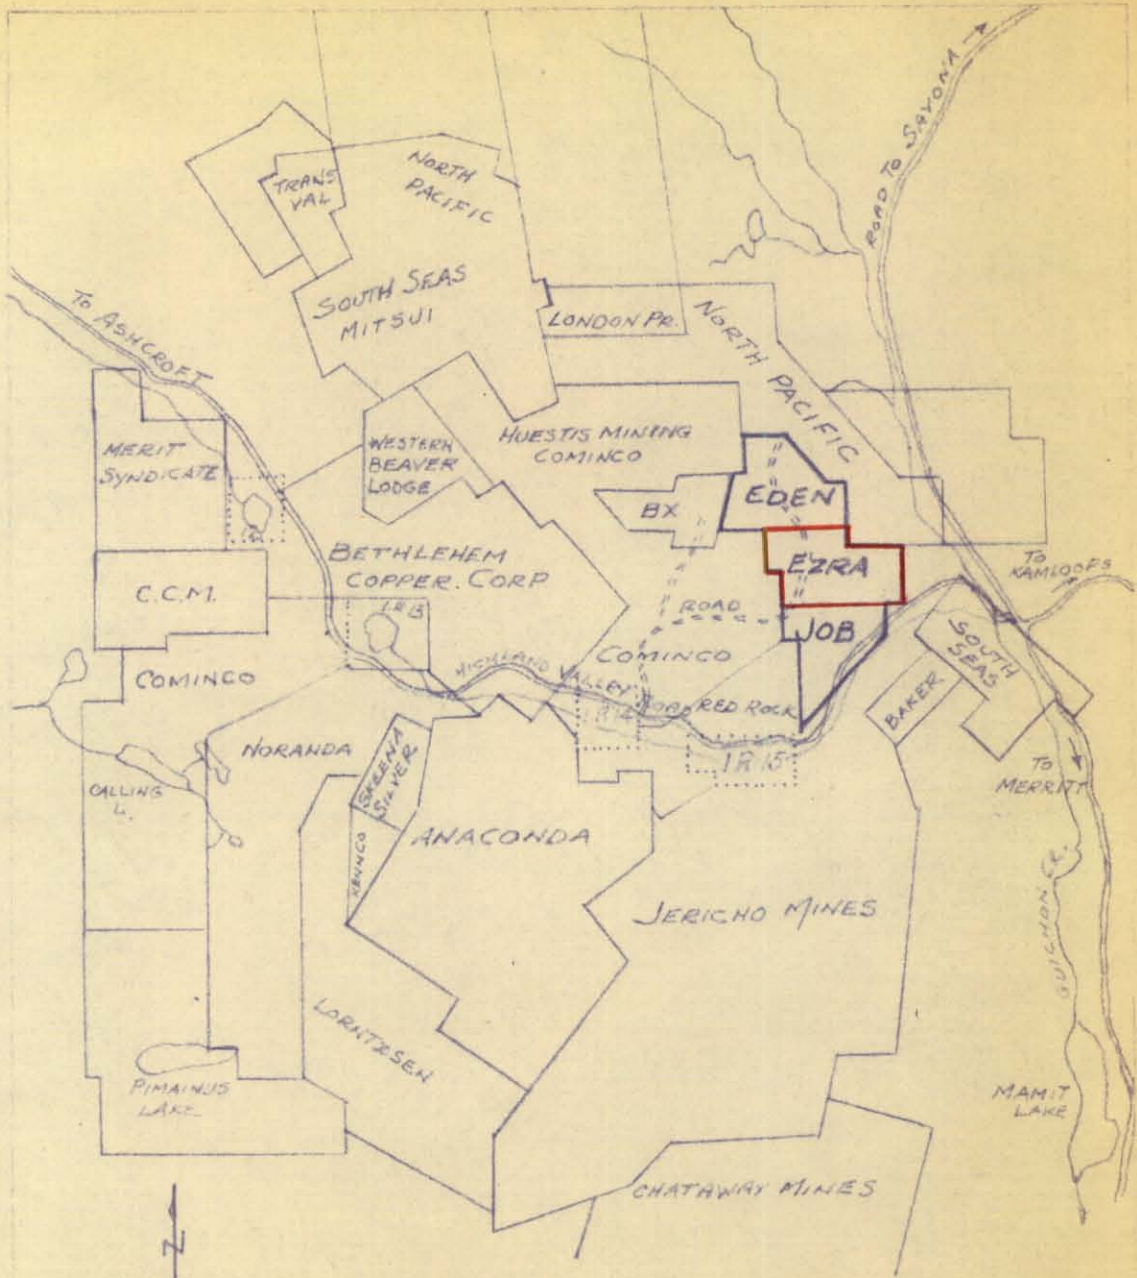 ROAD TO SAVONA
NORTH
PACIFIC
TRANS
VAL
SOUTH SEAS
MITSUI
TO ASHCROFT
LONDON PR.
NORTH PACIFIC
MERIT
SYNDICATE
WESTERN
BEAVER
LODGE
HUESTIS MINING
COMINCO
BX
EDEN
BETHLEHEM
COPPER. CORP
EZRA
TO
KAMLOOPS
C.C.M.
ROAD
JOB
SOUTH
SEAS
COMINCO
COMINCO
HIGHLAND VALLEY
ROAD
RED ROCK
BAKER
NORANDA
SKEENA
SILVER
IR 15
TO
MERRITT
CALLING
L.
KENNCO
ANACONDA
JERICHO MINES
GUICHON CR.
LORNTZSEN
PIMAINUS
LAKE
MAMIT
LAKE
CHATAWAY MINES
N